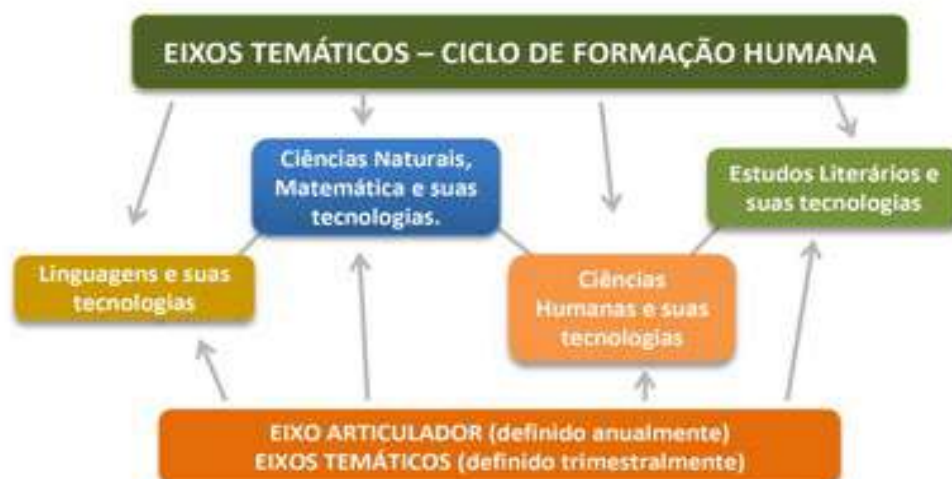 EIXOS TEMÁTICOS – CICLO DE FORMAÇÃO HUMANA
Ciências Naturais,
Matemática e suas
tecnologias.
Estudos Literários e
suas tecnologias
Linguagens e suas
tecnologias
Ciências
Humanas e suas
tecnologias
EIXO ARTICULADOR (definido anualmente)
EIXOS TEMÁTICOS (definido trimestralmente)